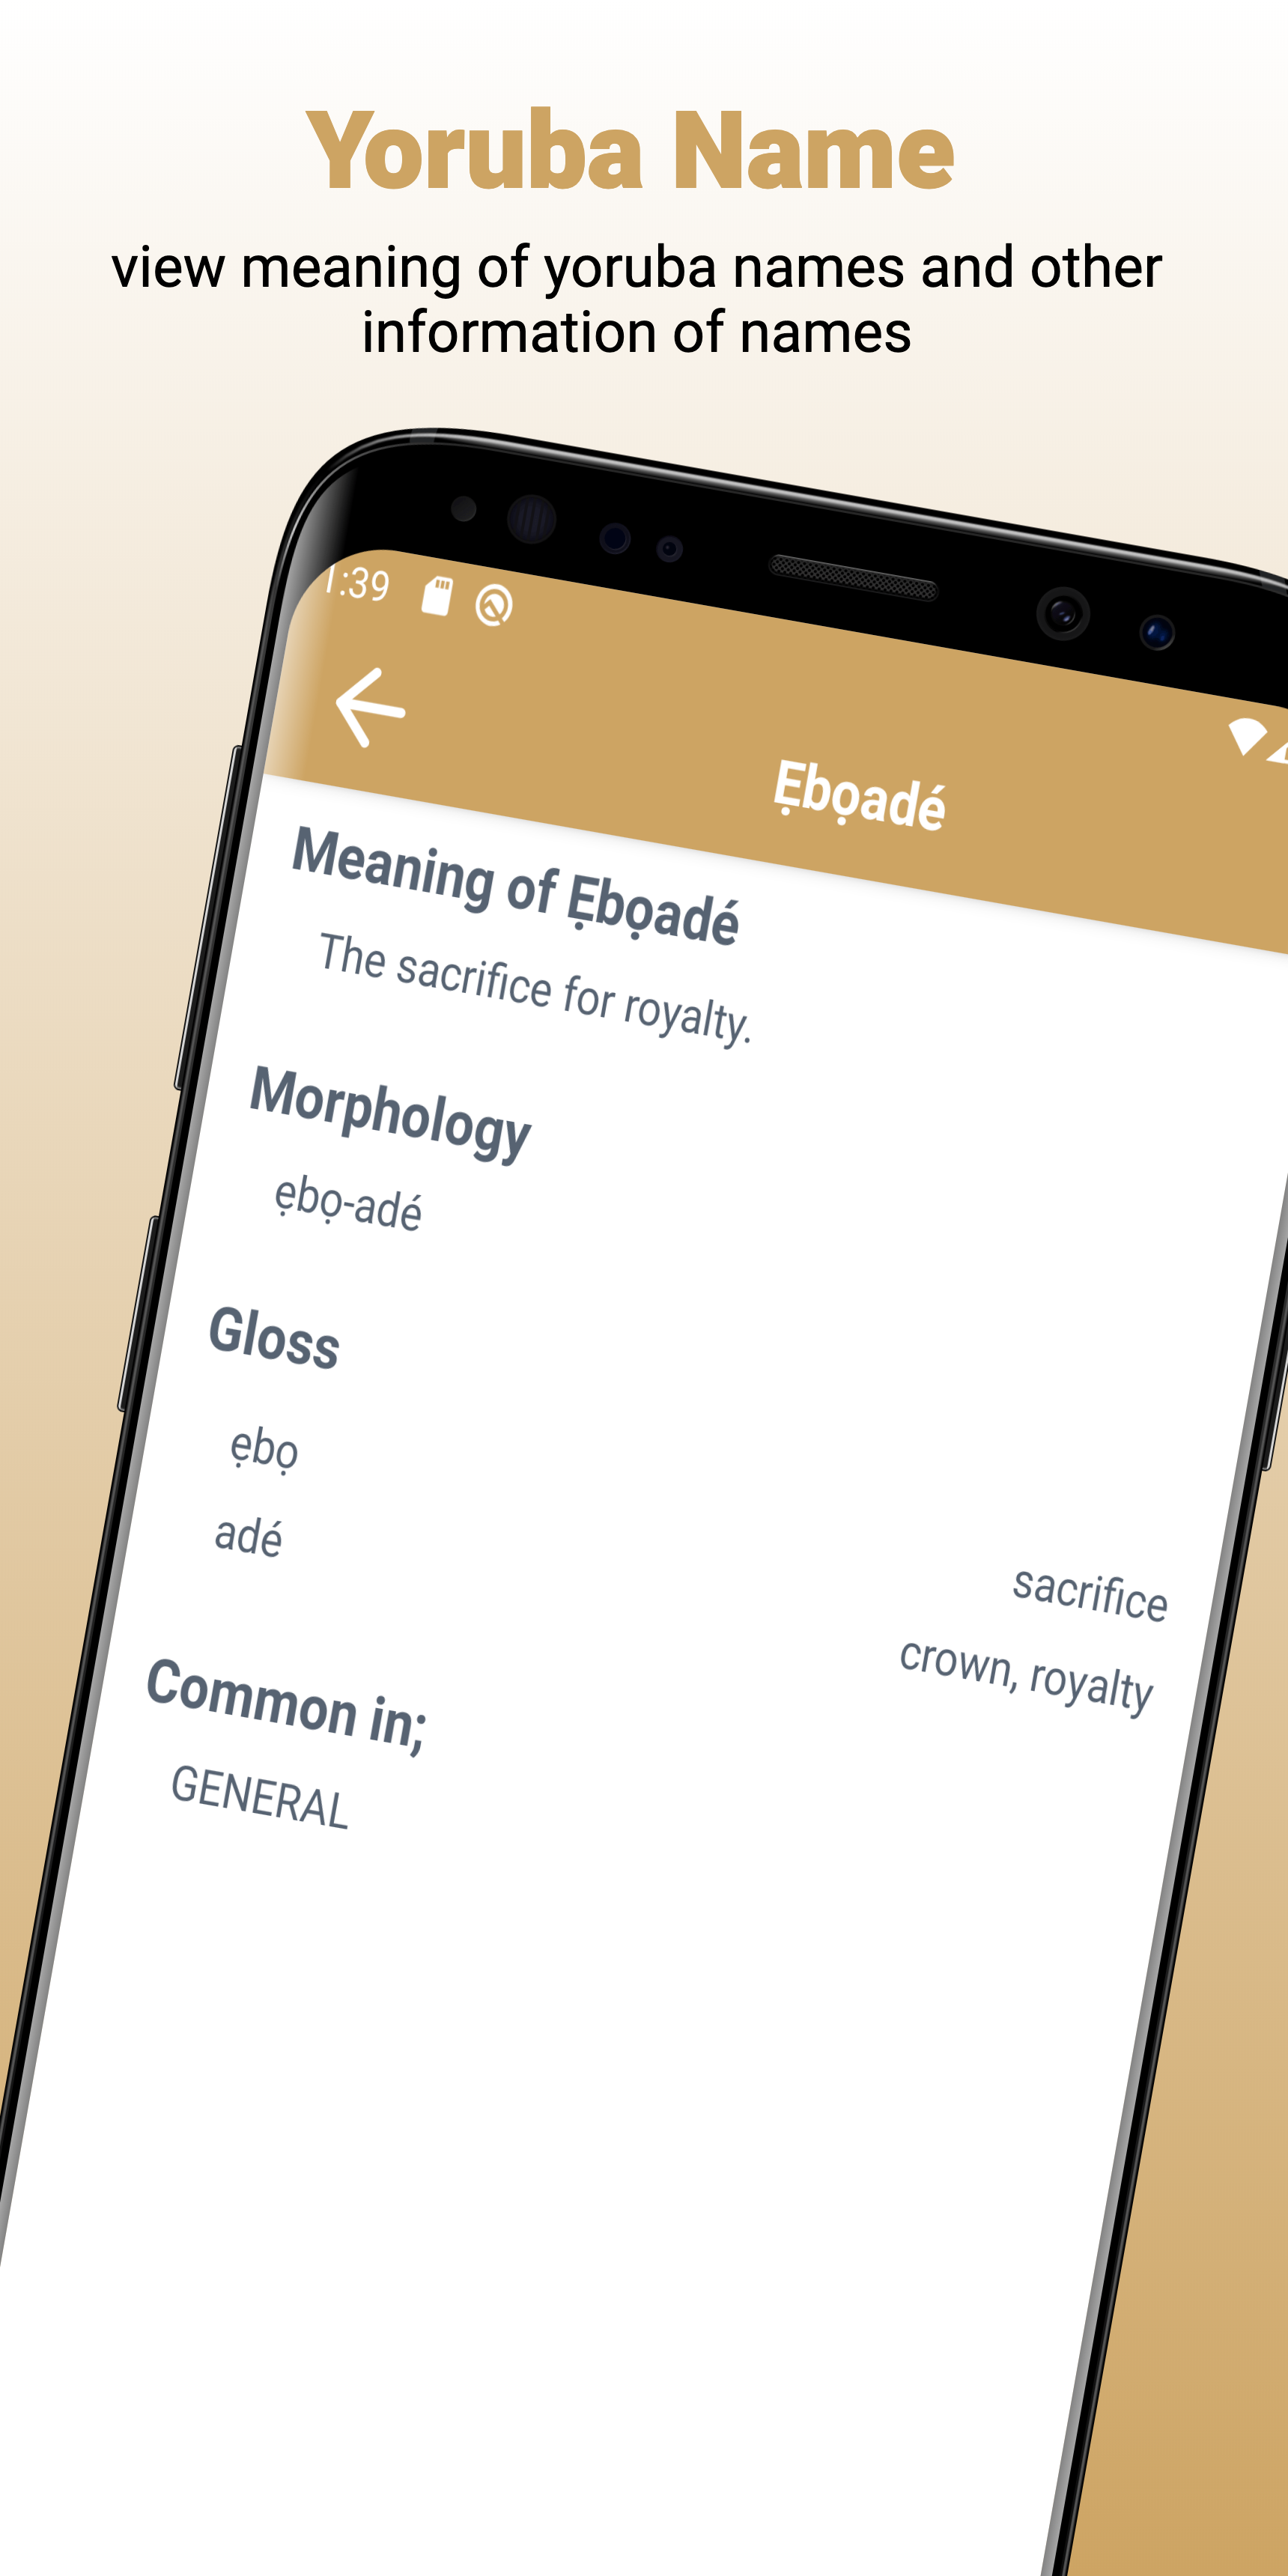 Yoruba Name
view meaning of yoruba names and other
information of names
1:39
Ẹbọadé
Meaning of Ẹbọadé
The sacrifice for royalty.
Morphology
ẹbọ-adé
Gloss
ẹbọ sacrifice
adé crown, royalty
Common in;
GENERAL